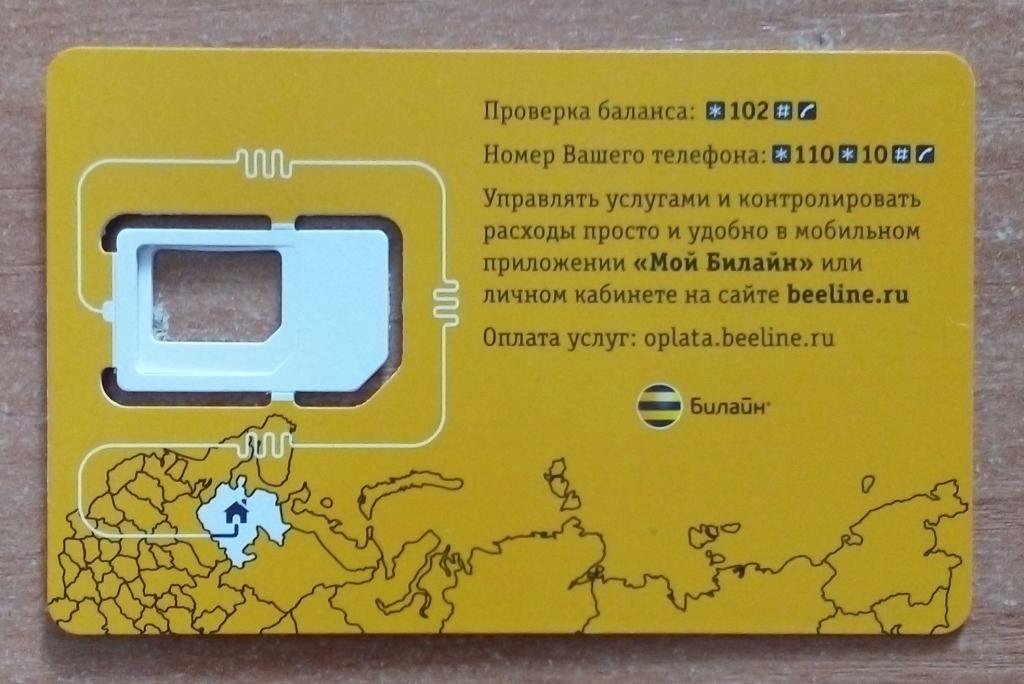 Проверка баланса: *102#
Номер Вашего телефона: *110*10#
Управлять услугами и контролировать
расходы просто и удобно в мобильном
приложении «Мой Билайн» или
личном кабинете на сайте beeline.ru
Оплата услуг: oplata.beeline.ru
Билайн®